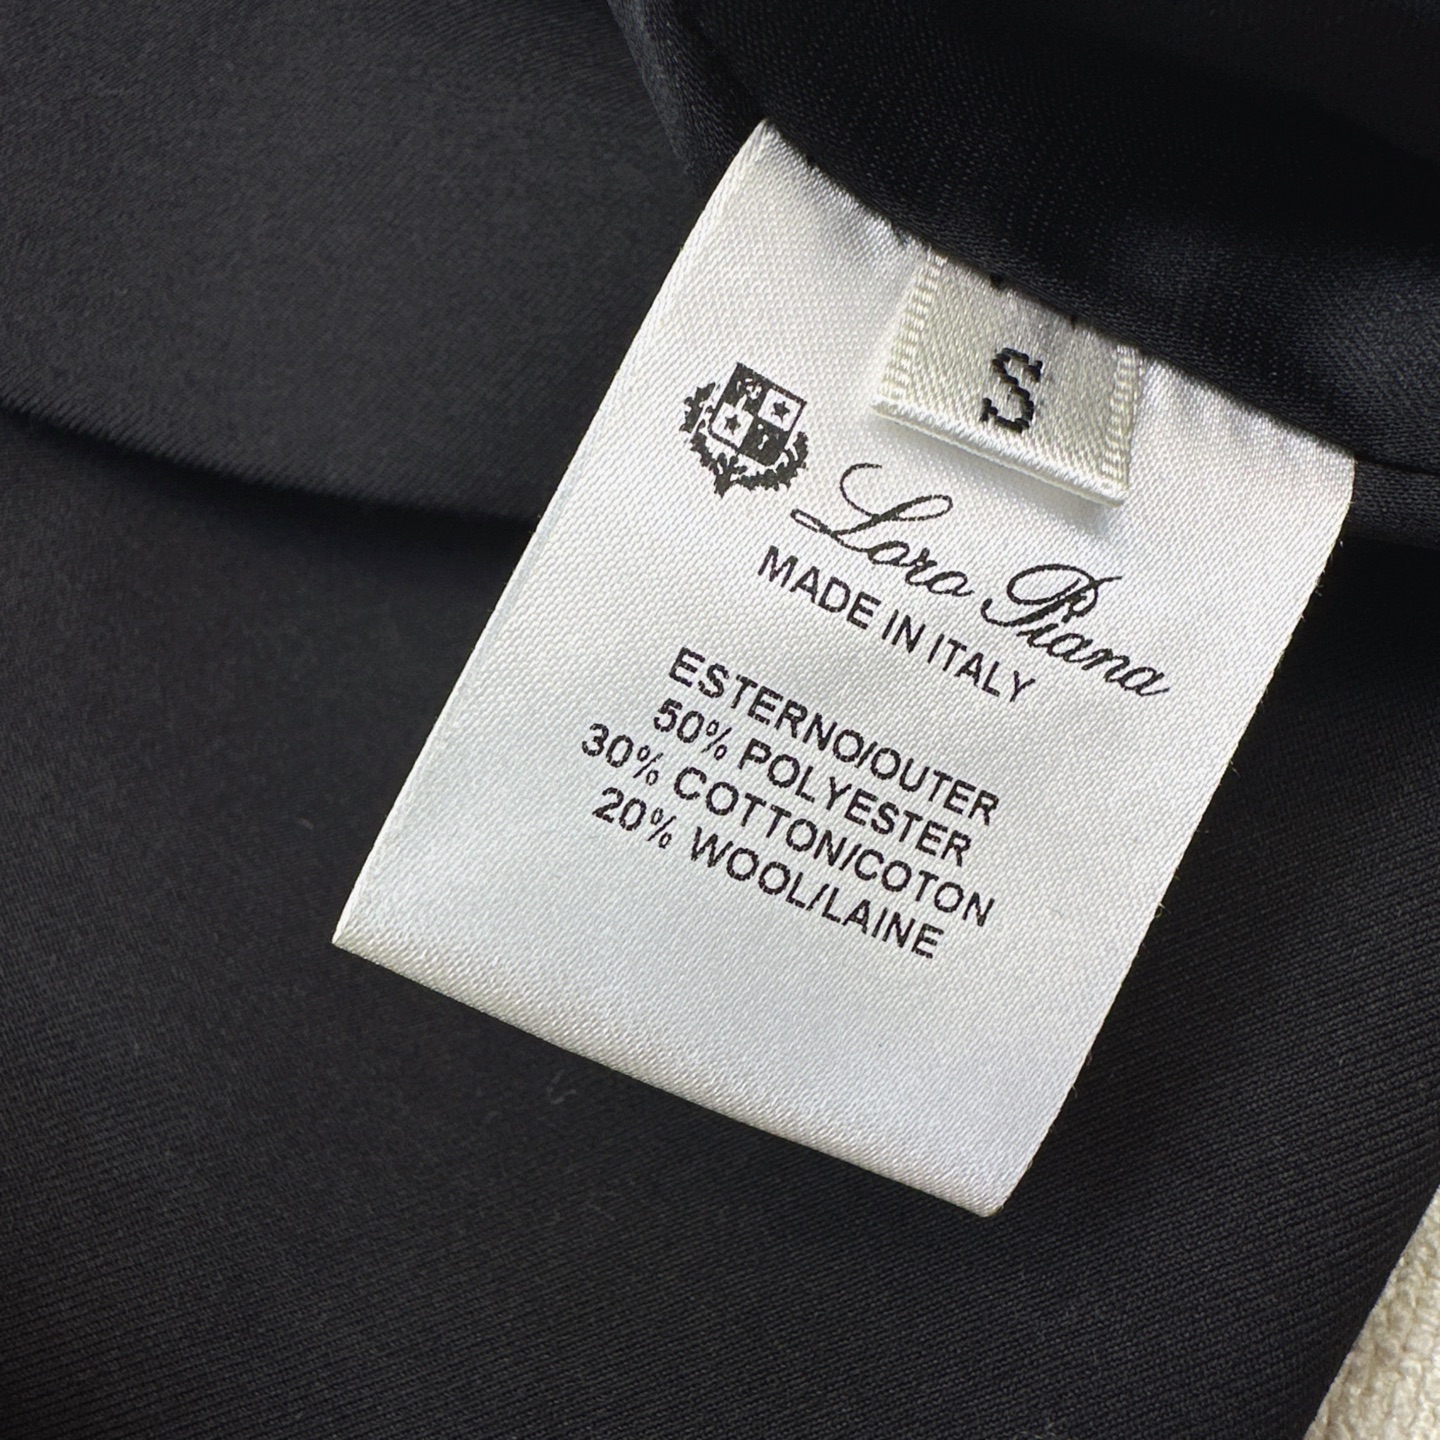 S
Loro Piana
MADE IN ITALY
ESTERNO/OUTER
50% POLYESTER
30% COTTON/COTON
20% WOOL/LAINE